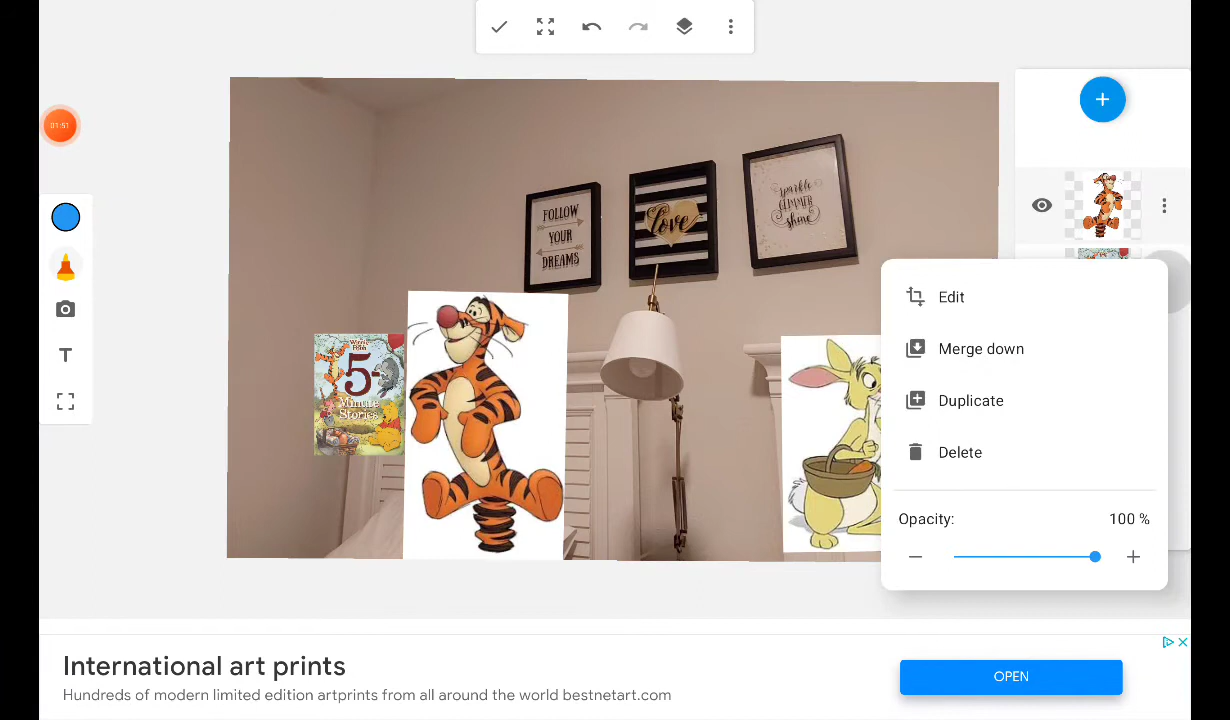 01:51
T
FOLLOW
YOUR
DREAMS
love
sparkle
GLIMMER
shine
Winnie
the Pooh
5-
Minute
Stories
Edit
Merge down
Duplicate
Delete
Opacity: 100 %
International art prints
Hundreds of modern limited edition artprints from all around the world bestnetart.com
OPEN